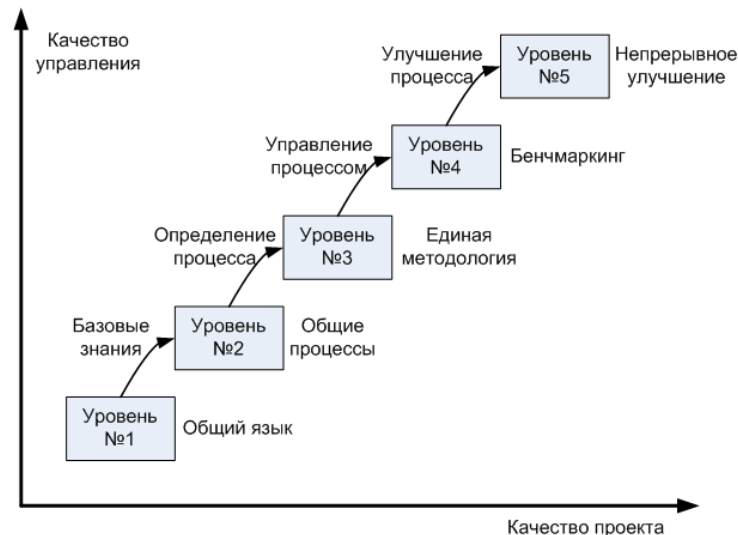 Качество
управления
Улучшение
процесса
Уровень
№5
Непрерывное
улучшение
Управление
процессом
Уровень
№4
Бенчмаркинг
Определение
процесса
Уровень
№3
Единая
методология
Базовые
знания
Уровень
№2
Общие
процессы
Уровень
№1
Общий язык
Качество проекта